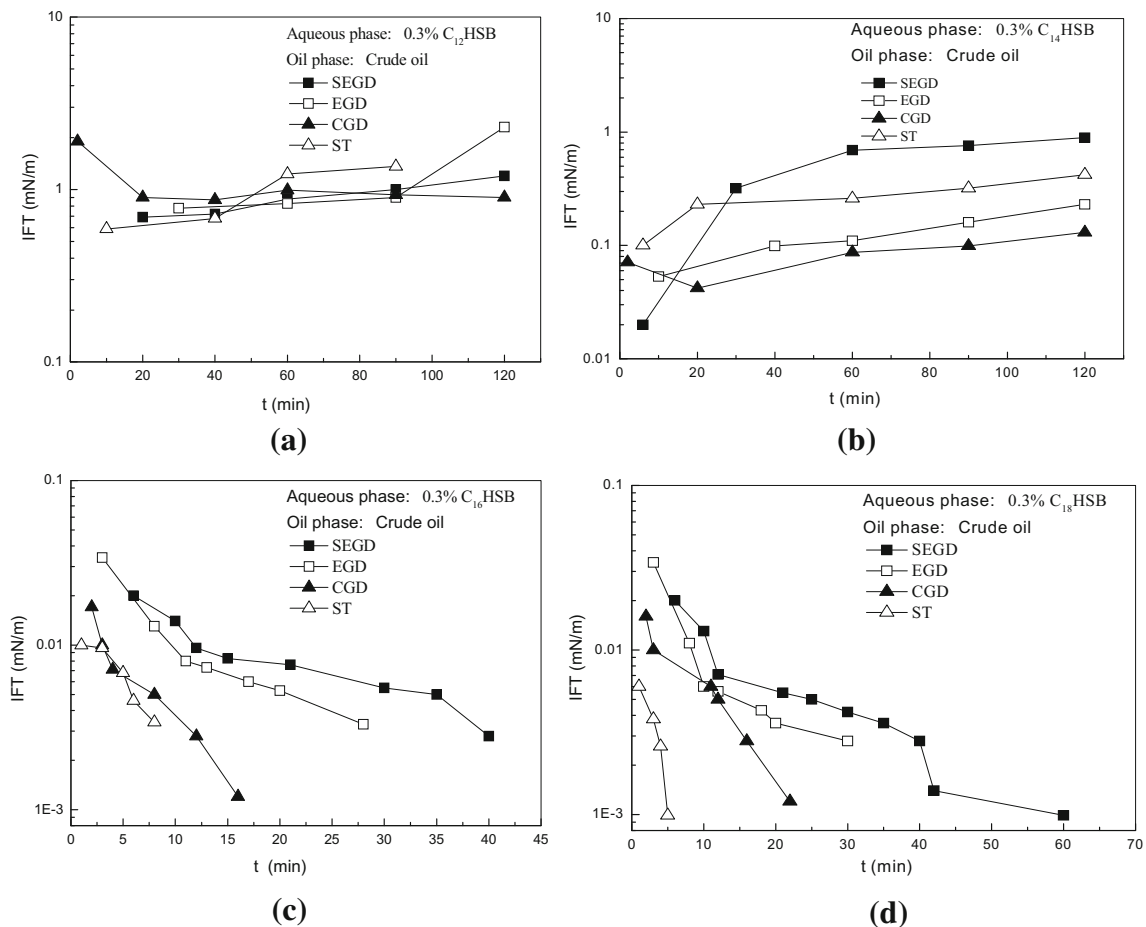 10
1
0.1
IFT (mN/m)
Aqueous phase: 0.3% C₁₂HSB
Oil phase: Crude oil
SEGD
EGD
CGD
ST
0 20 40 60 80 100 120
t (min)
(a)
1
0.1
0.01
10
IFT (mN/m)
Aqueous phase: 0.3% C₁₄HSB
Oil phase: Crude oil
SEGD
EGD
CGD
ST
0 20 40 60 80 100 120
t (min)
(b)
0.1
0.01
1E-3
IFT (mN/m)
Aqueous phase: 0.3% C₁₆HSB
Oil phase: Crude oil
SEGD
EGD
CGD
ST
0 5 10 15 20 25 30 35 40 45
t (min)
(c)
0.1
0.01
1E-3
IFT (mN/m)
Aqueous phase: 0.3% C₁₈HSB
Oil phase: Crude oil
SEGD
EGD
CGD
ST
0 10 20 30 40 50 60 70
t (min)
(d)